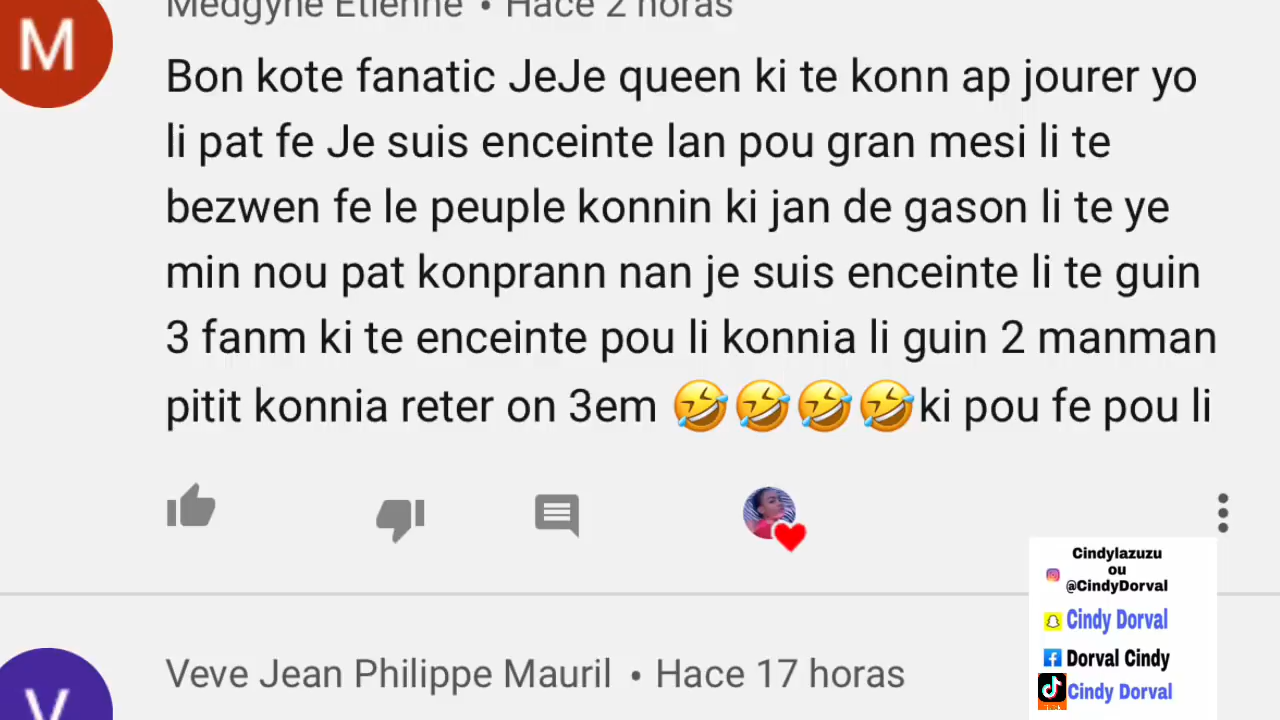 Medgyne Etienne • Hace 2 horas
M
Bon kote fanatic JeJe queen ki te konn ap jourer yo
li pat fe Je suis enceinte lan pou gran mesi li te
bezwen fe le peuple konnin ki jan de gason li te ye
min nou pat konprann nan je suis enceinte li te guin
3 fanm ki te enceinte pou li konnia li guin 2 manman
pitit konnia reter on 3em 🤣🤣🤣🤣ki pou fe pou li
Cindylazuzu
ou
@CindyDorval
Cindy Dorval
Dorval Cindy
Cindy Dorval
V
Veve Jean Philippe Mauril • Hace 17 horas